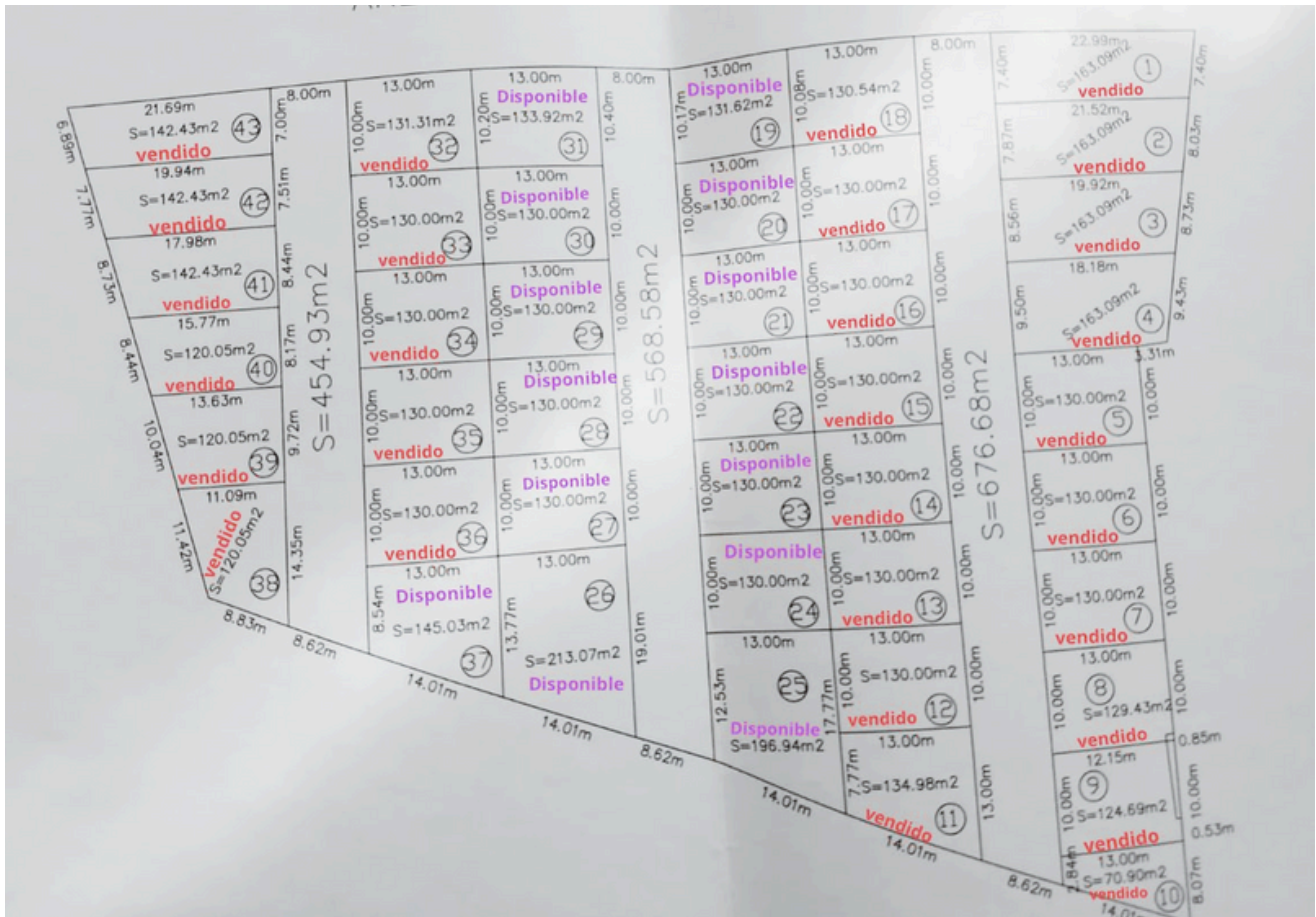 21.69m
S=142.43m2 43
vendido
6.89m
7.00m
19.94m
S=142.43m2 42
vendido
7.77m
7.51m
17.98m
S=142.43m2 41
vendido
8.73m
8.44m
15.77m
S=120.05m2 40
vendido
8.44m
8.17m
13.63m
S=120.05m2
vendido 39
10.04m
9.72m
11.09m
vendido
S=120.05m2
38
11.42m
14.35m
8.83m
8.00m
S=454.93m2
8.62m
13.00m
10.00m
S=131.31m2
vendido 32
13.00m
10.00m
S=130.00m2
vendido 33
13.00m
10.00m
S=130.00m2
vendido 34
13.00m
10.00m
S=130.00m2
vendido 35
13.00m
10.00m
S=130.00m2
vendido 36
13.00m
Disponible
8.54m
S=145.03m2
37
14.01m
13.00m
Disponible
10.20m
S=133.92m2
31
10.40m
13.00m
Disponible
10.00m
S=130.00m2
30
10.00m
13.00m
Disponible
10.00m
S=130.00m2
29
10.00m
13.00m
Disponible
10.00m
S=130.00m2
28
10.00m
13.00m
Disponible
10.00m
S=130.00m2
27
10.00m
13.00m
26
13.77m
S=213.07m2
Disponible
19.01m
14.01m
8.00m
S=568.58m2
8.62m
13.00m
Disponible
10.17m
S=131.62m2
19
13.00m
Disponible
10.00m
S=130.00m2
20
13.00m
Disponible
10.00m
S=130.00m2
21
13.00m
Disponible
10.00m
S=130.00m2
22
13.00m
Disponible
10.00m
S=130.00m2
23
Disponible
10.00m
S=130.00m2
24
13.00m
25
12.53m
17.77m
Disponible
S=196.94m2
14.01m
13.00m
10.08m
S=130.54m2
vendido 18
10.00m
13.00m
10.00m
S=130.00m2
vendido 17
10.00m
13.00m
10.00m
S=130.00m2
vendido 16
10.00m
13.00m
10.00m
S=130.00m2
vendido 15
10.00m
13.00m
10.00m
S=130.00m2
vendido 14
10.00m
13.00m
S=130.00m2
vendido 13
10.00m
13.00m
10.00m
S=130.00m2
vendido 12
10.00m
13.00m
7.77m
S=134.98m2
vendido 11
13.00m
14.01m
8.00m
S=676.68m2
8.62m
22.99m
7.40m
S=163.09m2 1
vendido
7.40m
21.52m
7.87m
S=163.09m2 2
vendido
8.03m
19.92m
8.56m
S=163.09m2 3
vendido
8.73m
18.18m
9.50m
S=163.09m2 4
vendido
9.43m
13.00m
3.31m
S=130.00m2
10.00m
vendido 5
10.00m
13.00m
S=130.00m2
10.00m
vendido 6
10.00m
13.00m
S=130.00m2
10.00m
vendido 7
10.00m
13.00m
8
S=129.43m2
10.00m
vendido
10.00m
0.85m
12.15m
9
S=124.69m2
10.00m
vendido
10.00m
0.53m
13.00m
2.84m
S=70.90m2
vendido 10
8.07m